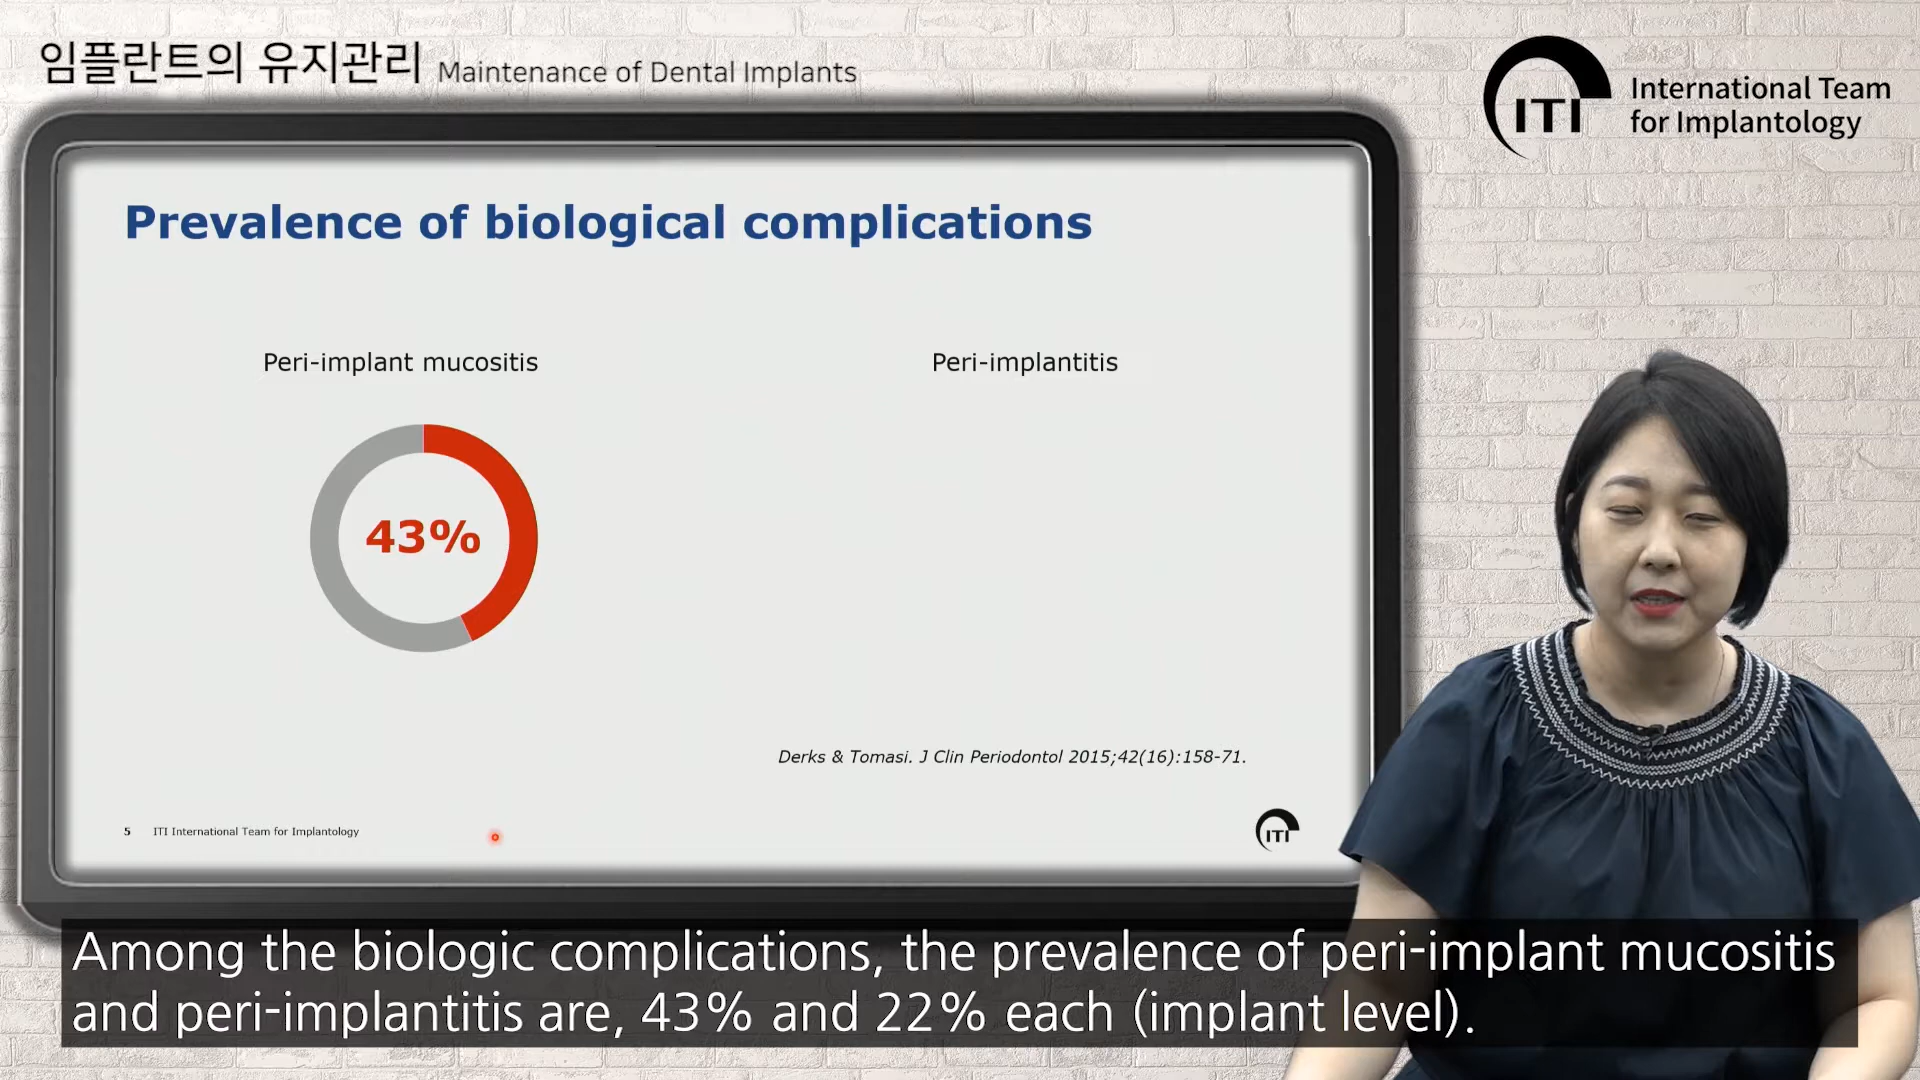 임플란트의 유지관리 Maintenance of Dental Implants
ITI International Team
for Implantology
Prevalence of biological complications
Peri-implant mucositis
Peri-implantitis
43%
Derks & Tomasi. J Clin Periodontol 2015;42(16):158-71.
5 ITI International Team for Implantology
ITI
Among the biologic complications, the prevalence of peri-implant mucositis
and peri-implantitis are, 43% and 22% each (implant level).